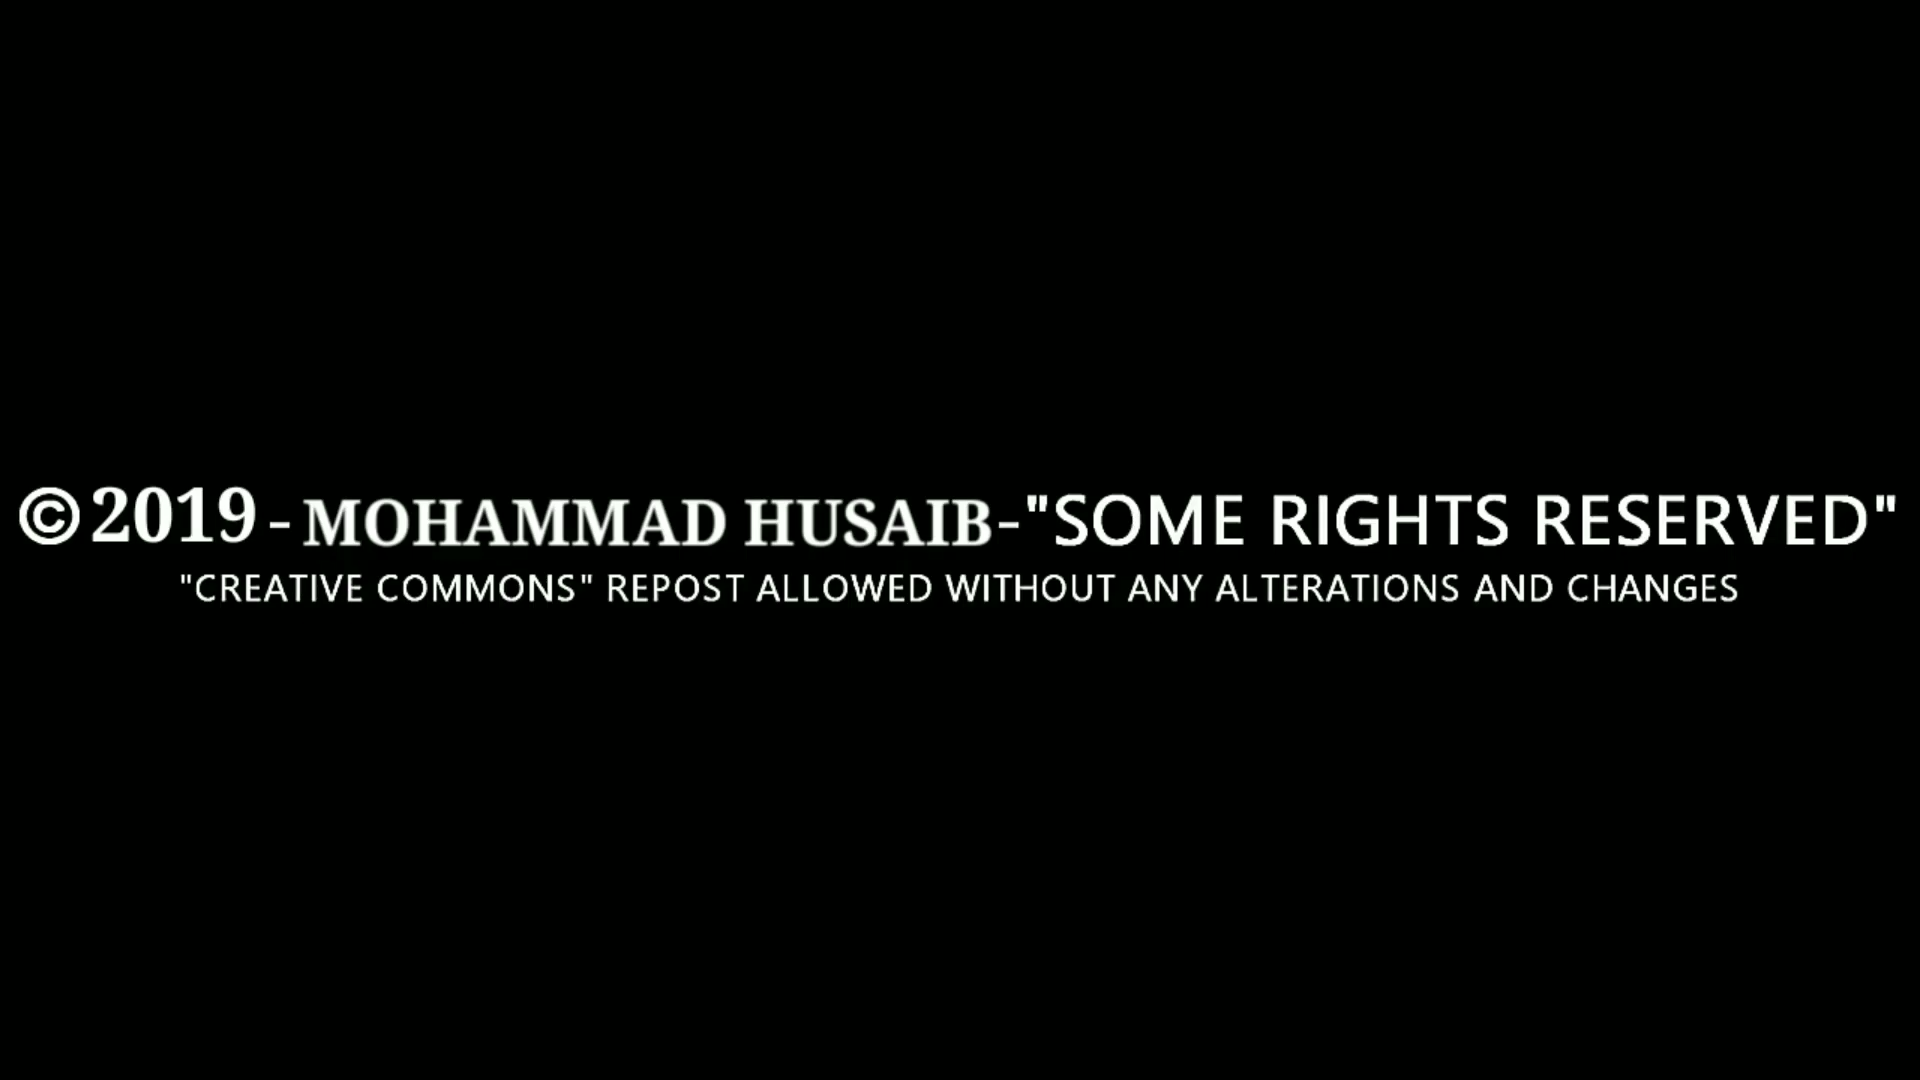 ©2019 - MOHAMMAD HUSAIB-"SOME RIGHTS RESERVED"
"CREATIVE COMMONS" REPOST ALLOWED WITHOUT ANY ALTERATIONS AND CHANGES